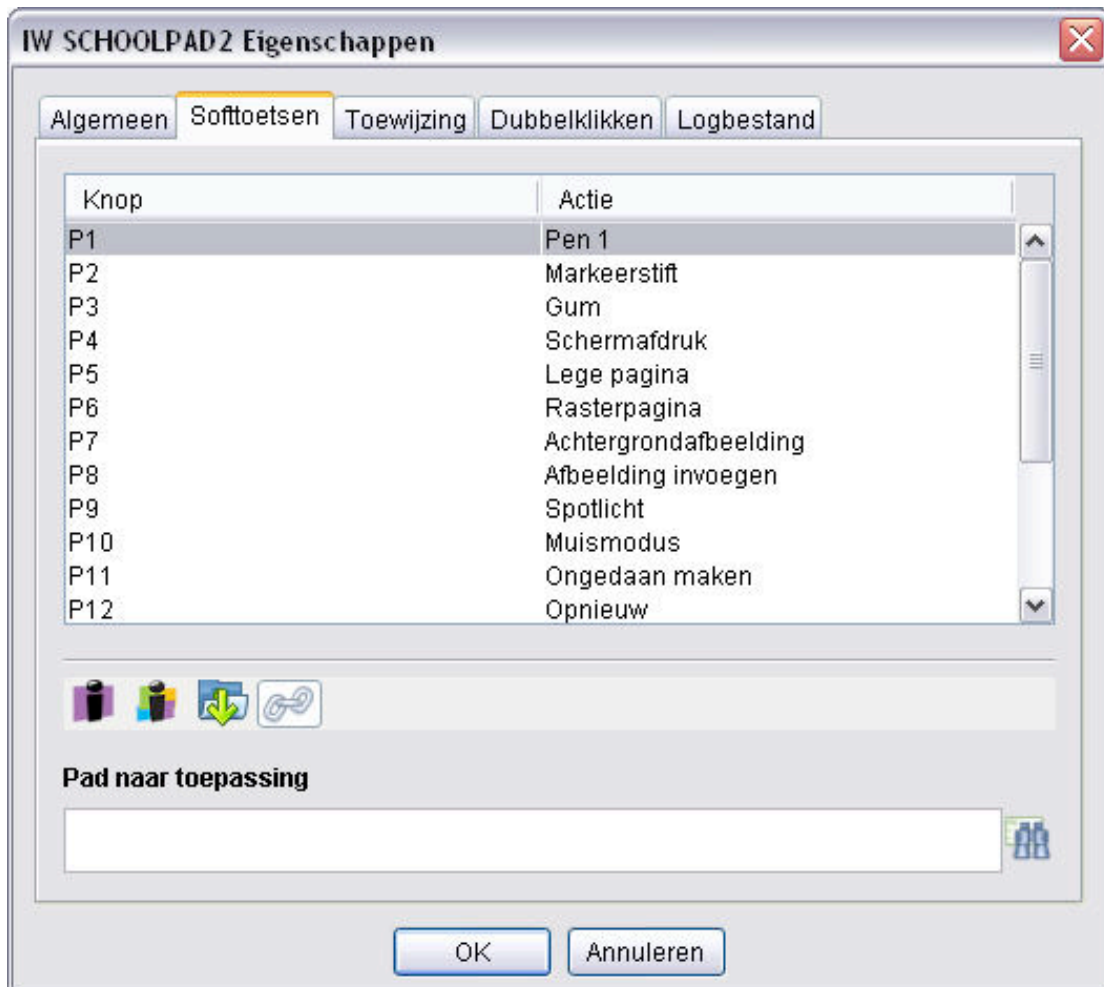 IW SCHOOLPAD2 Eigenschappen
Algemeen Softtoetsen Toewijzing Dubbelklikken Logbestand
Knop Actie
P1 Pen 1
P2 Markeerstift
P3 Gum
P4 Schermafdruk
P5 Lege pagina
P6 Rasterpagina
P7 Achtergrondafbeelding
P8 Afbeelding invoegen
P9 Spotlicht
P10 Muismodus
P11 Ongedaan maken
P12 Opnieuw
Pad naar toepassing
OK Annuleren